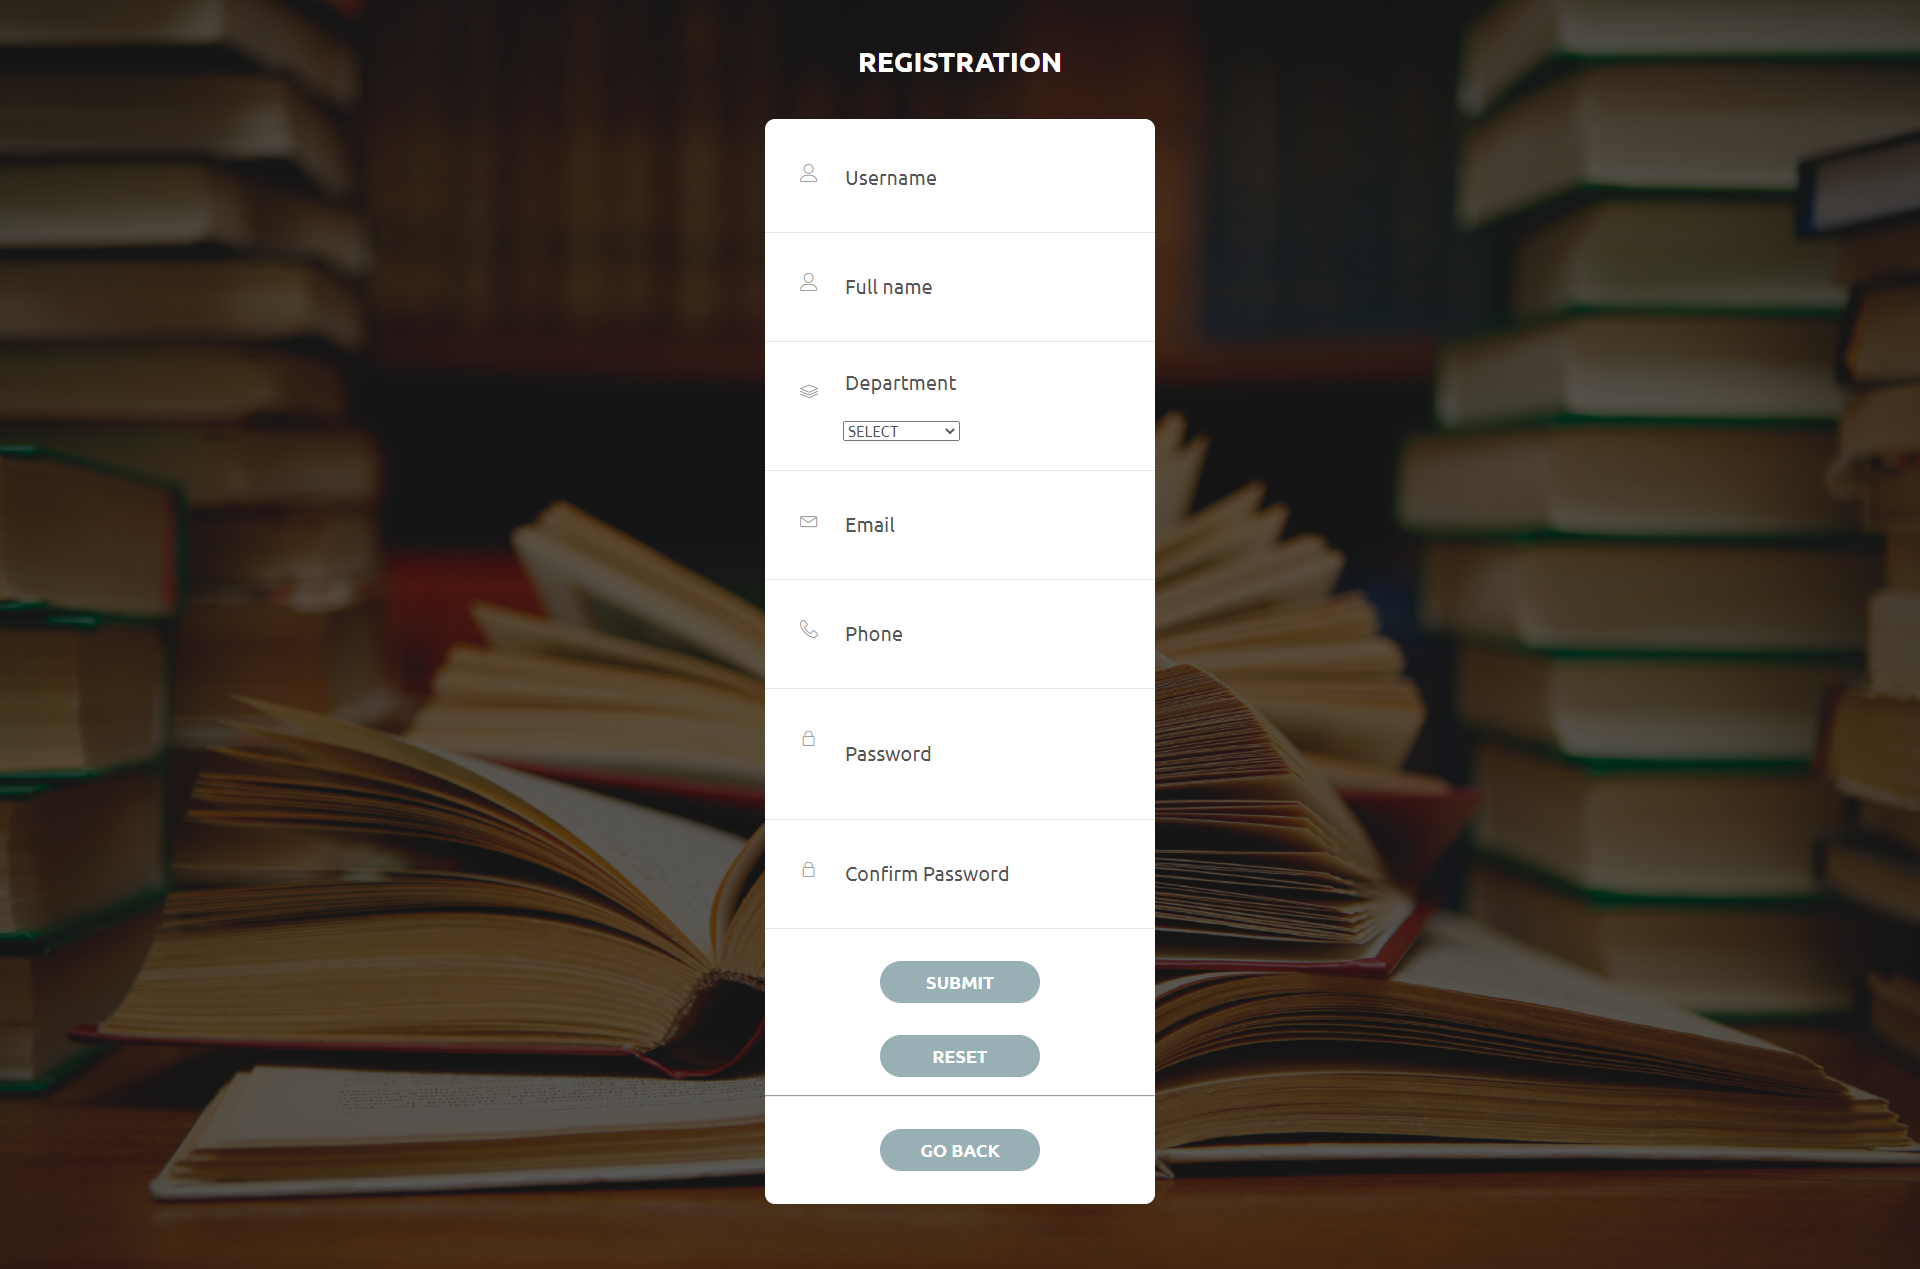 REGISTRATION
Username
Full name
Department
SELECT
Email
Phone
Password
Confirm Password
SUBMIT
RESET
GO BACK